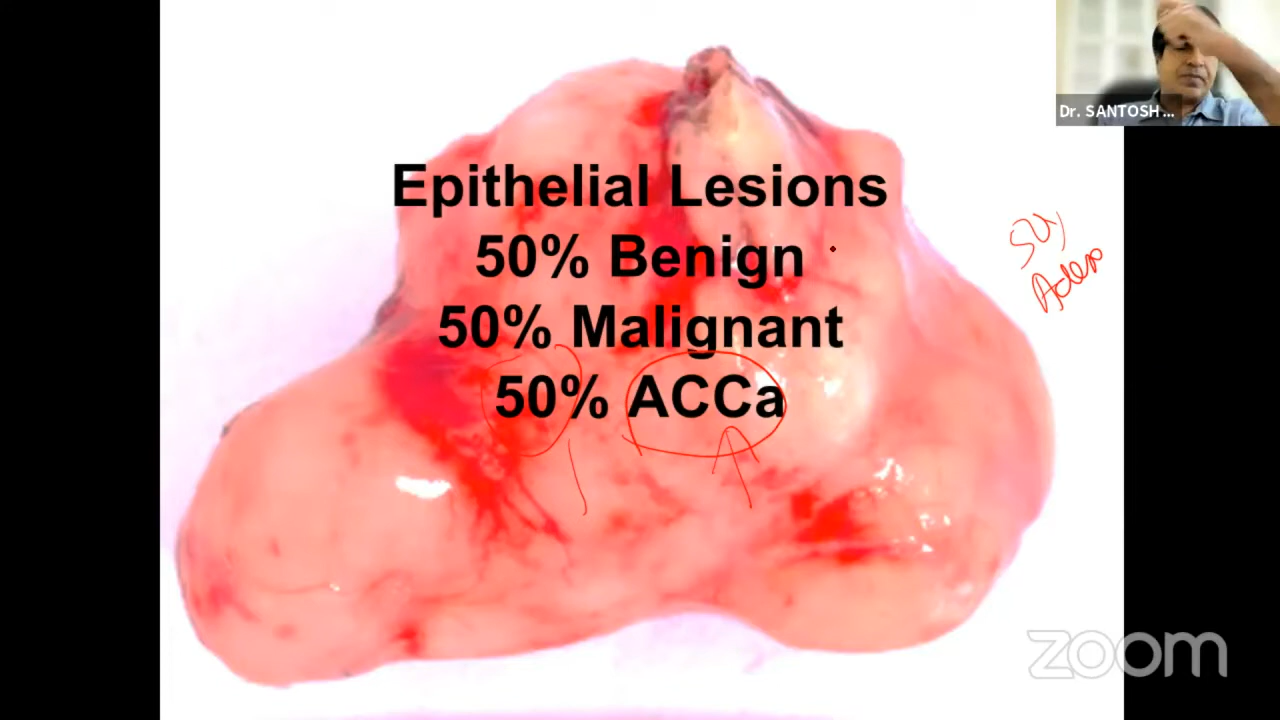 Dr. SANTOSH ...
Epithelial Lesions
50% Benign
50% Malignant
50% ACCa
zoom